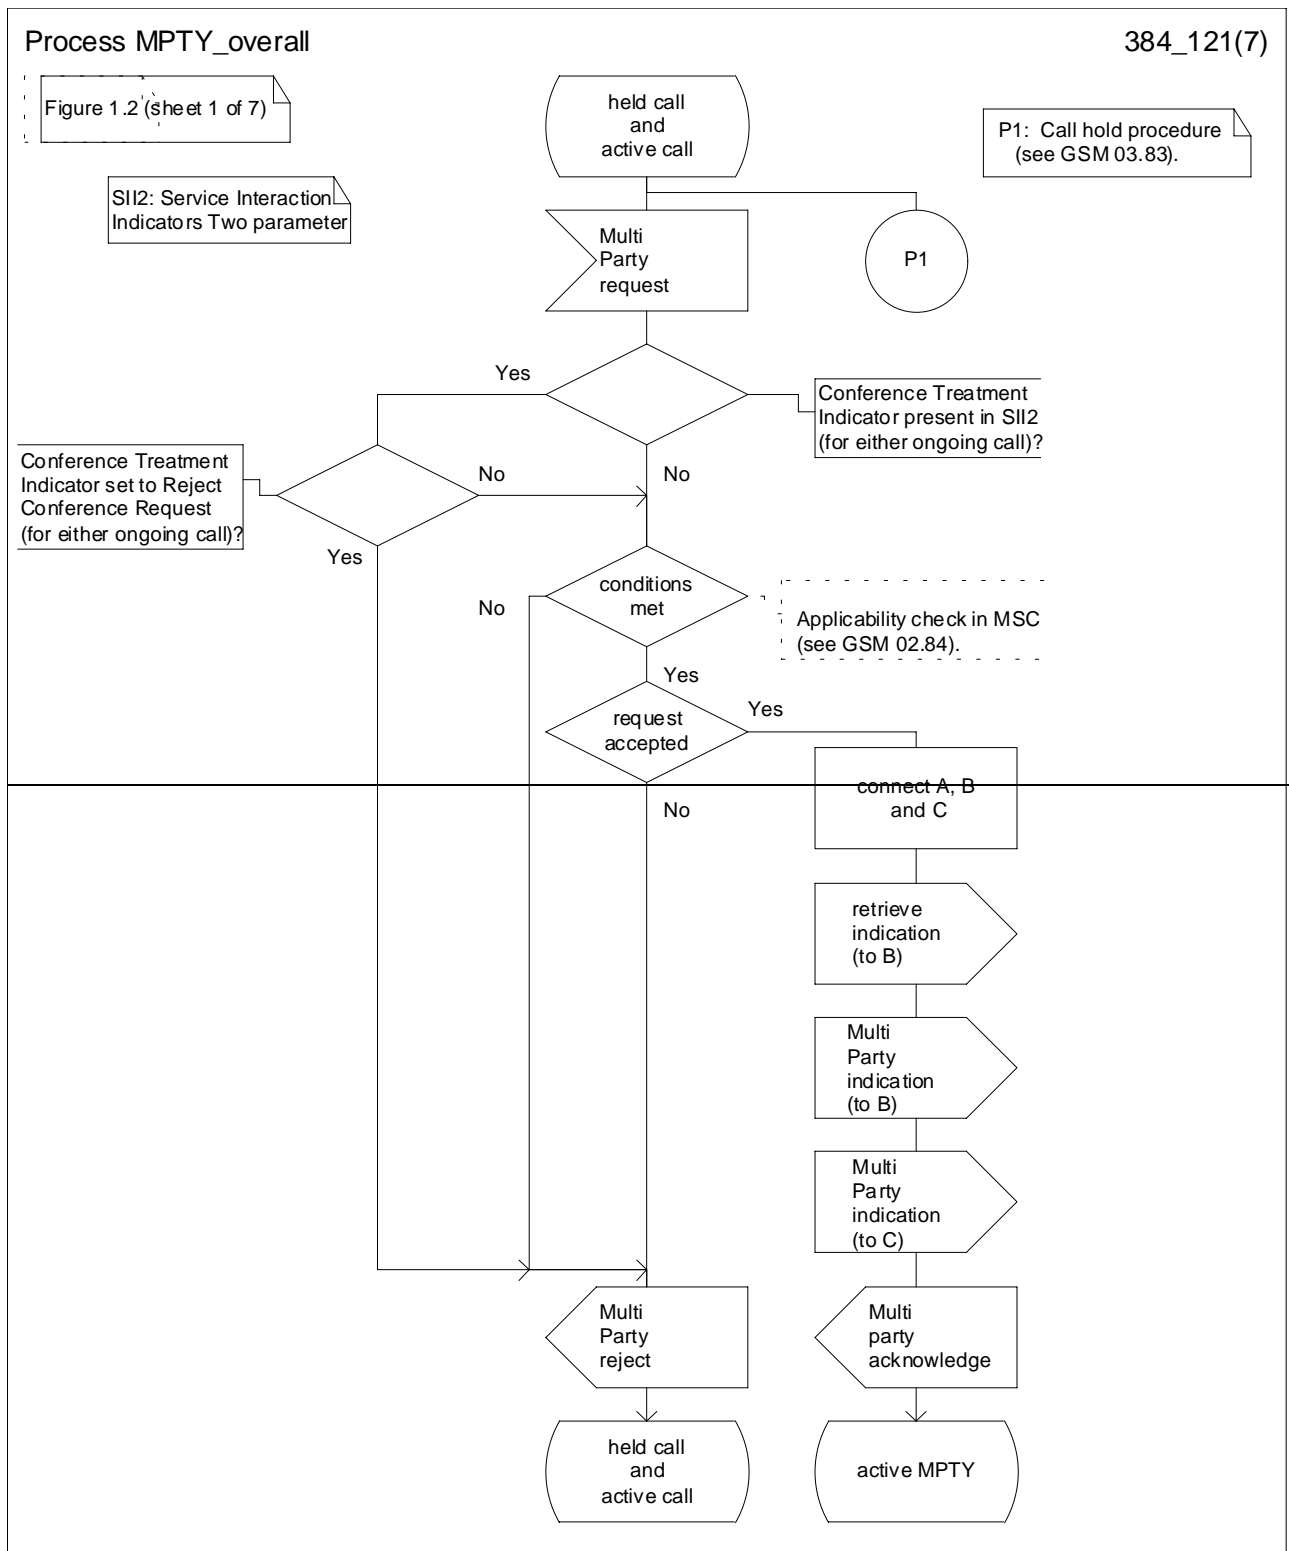 Process MPTY_overall
384_121(7)
Figure 1.2 (sheet 1 of 7)
held call
and
active call
P1: Call hold procedure
(see GSM 03.83).
SII2: Service Interaction
Indicators Two parameter
Multi
Party
request
P1
Yes
Conference Treatment
Indicator present in SII2
(for either ongoing call)?
No
Conference Treatment
Indicator set to Reject
Conference Request
(for either ongoing call)?
No
Yes
conditions
met
No
Applicability check in MSC
(see GSM 02.84).
Yes
request
accepted
Yes
connect A, B
and C
No
retrieve
indication
(to B)
Multi
Party
indication
(to B)
Multi
Party
indication
(to C)
Multi
Party
reject
Multi
party
acknowledge
held call
and
active call
active MPTY